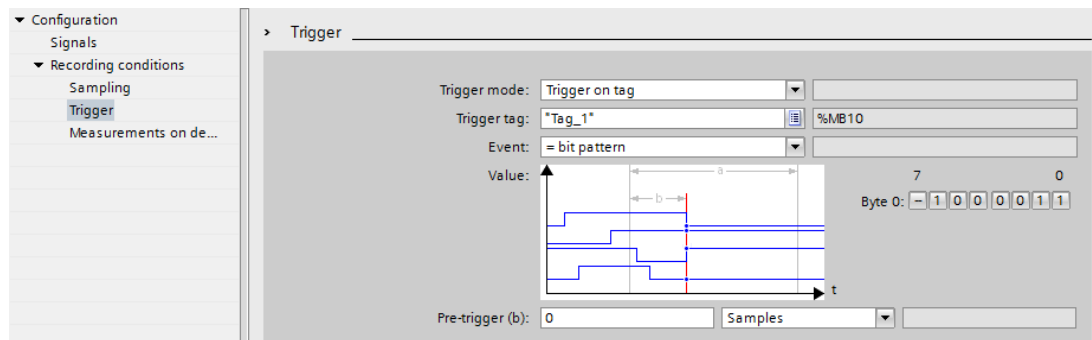 Configuration
Signals
Recording conditions
Sampling
Trigger
Measurements on de...
Trigger
Trigger mode: Trigger on tag
Trigger tag: "Tag_1" %MB10
Event: = bit pattern
Value: a 7 0
b Byte 0: – 1 0 0 0 0 1 1
t
Pre-trigger (b): 0 Samples